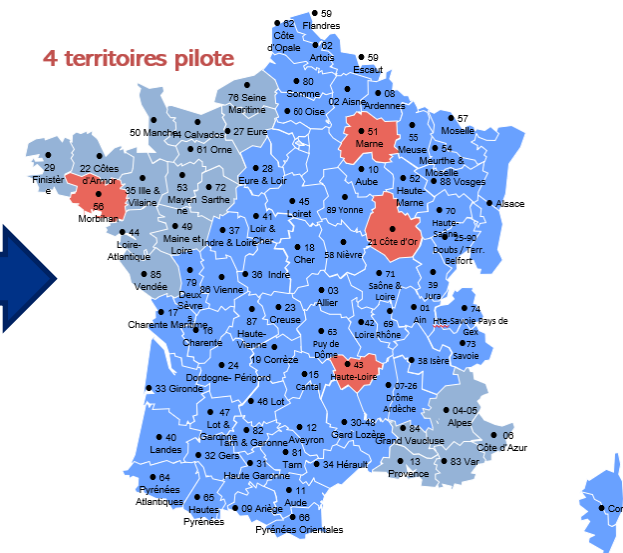 4 territoires pilote
59
Flandres
62
Côte
d'Opale
62
Artois
59
Escaut
80
Somme
02 Aisne
08
Ardennes
76 Seine
Maritime
60 Oise
50 Manche
14 Calvados
27 Eure
61 Orne
51
Marne
55
Meuse
57
Moselle
54
Meurthe &
Moselle
88 Vosges
Alsace
29
Finistèr
e
22 Côtes
d'Armor
56
Morbihan
35 Ille &
Vilaine
53
Mayen
ne
72
Sarthe
28
Eure & Loir
10
Aube
52
Haute-
Marne
70
Haute-
Saône
25-90
Doubs / Terr.
Belfort
44
Loire-
Atlantique
49
Maine et
Loire
37
Indre & Loire
41
Loir &
Cher
45
Loiret
89 Yonne
21 Côte d'Or
18
Cher
58 Nièvre
85
Vendée
79
Deux
Sèvre
s
86 Vienne
36 Indre
03
Allier
71
Saône &
Loire
39
Jura
01
Ain
74
Hte-Savoie Pays de
Gex
73
Savoie
17
Charente Maritime
16
Charente
87
Haute-
Vienne
23
Creuse
63
Puy de
Dôme
42
Loire
69
Rhône
38 Isère
19 Corrèze
24
Dordogne- Périgord
15
Cantal
43
Haute-Loire
07-26
Drôme
Ardèche
33 Gironde
46 Lot
47
Lot &
Garonne
82
Tarn & Garonne
12
Aveyron
30-48
Gard Lozère
84
Grand Vaucluse
04-05
Alpes
06
Côte d'Azur
40
Landes
32 Gers
31
Haute Garonne
81
Tarn
34 Hérault
13
Provence
83 Var
64
Pyrénées
Atlantiques
65
Hautes
Pyrénées
09 Ariège
11
Aude
66
Pyrénées Orientales
Cor